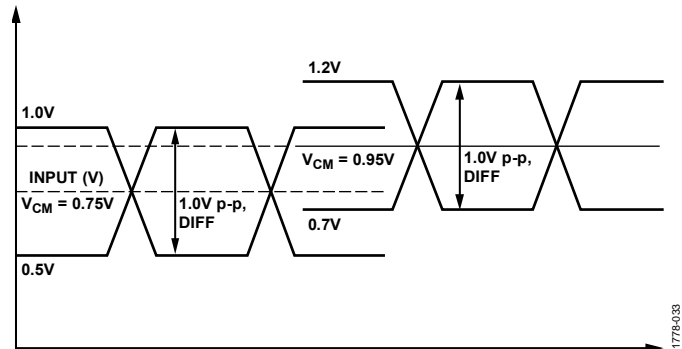 1.2V
1.0V
V_CM = 0.95V
1.0V p-p,
DIFF
INPUT (V)
V_CM = 0.75V
1.0V p-p,
DIFF
0.7V
0.5V
1778-033